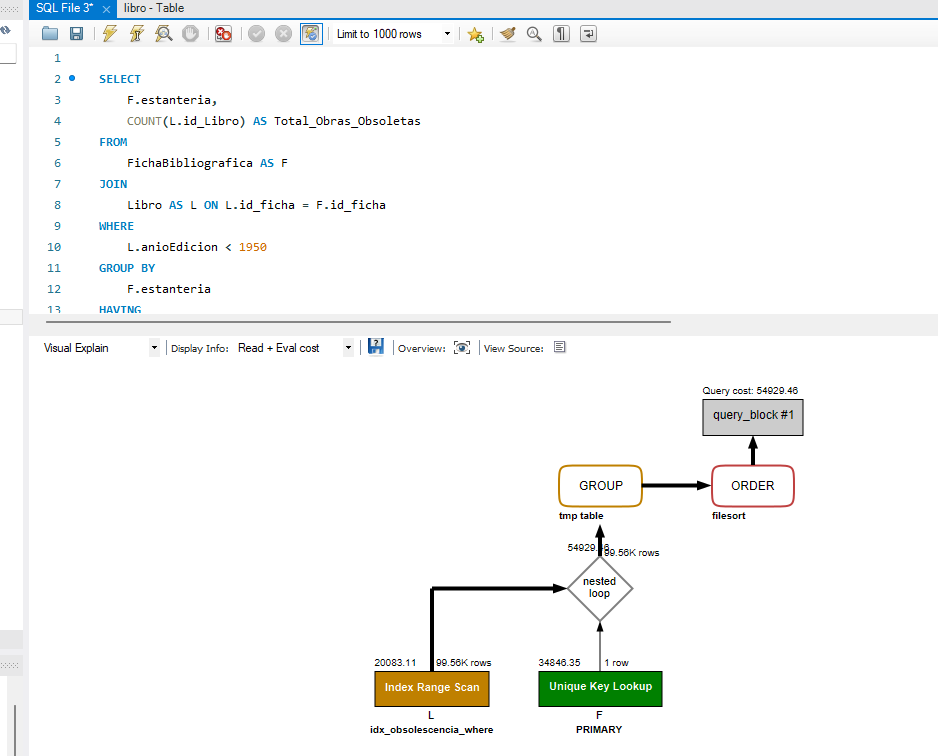 SQL File 3* × libro - Table
Limit to 1000 rows
1
2 SELECT
3 F.estanteria,
4 COUNT(L.id_Libro) AS Total_Obras_Obsoletas
5 FROM
6 FichaBibliografica AS F
7 JOIN
8 Libro AS L ON L.id_ficha = F.id_ficha
9 WHERE
10 L.anioEdicion < 1950
11 GROUP BY
12 F.estanteria
13 HAVING
Visual Explain Display Info: Read + Eval cost Overview: View Source:
Query cost: 54929.46
query_block #1
GROUP ORDER
tmp table filesort
54929.46 99.56K rows
nested
loop
20083.11 99.56K rows 34846.35 1 row
Index Range Scan Unique Key Lookup
L F
idx_obsolescencia_where PRIMARY